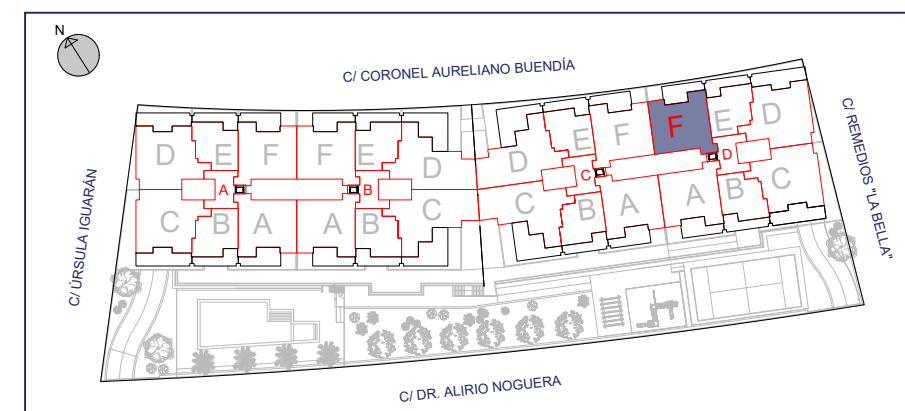 N
C/ CORONEL AURELIANO BUENDÍA
C/ REMEDIOS "LA BELLA"
C/ ÚRSULA IGUARÁN
D E F F E D D E F F E D
A B C D
C B A A B C C B A A B C
C/ DR. ALIRIO NOGUERA